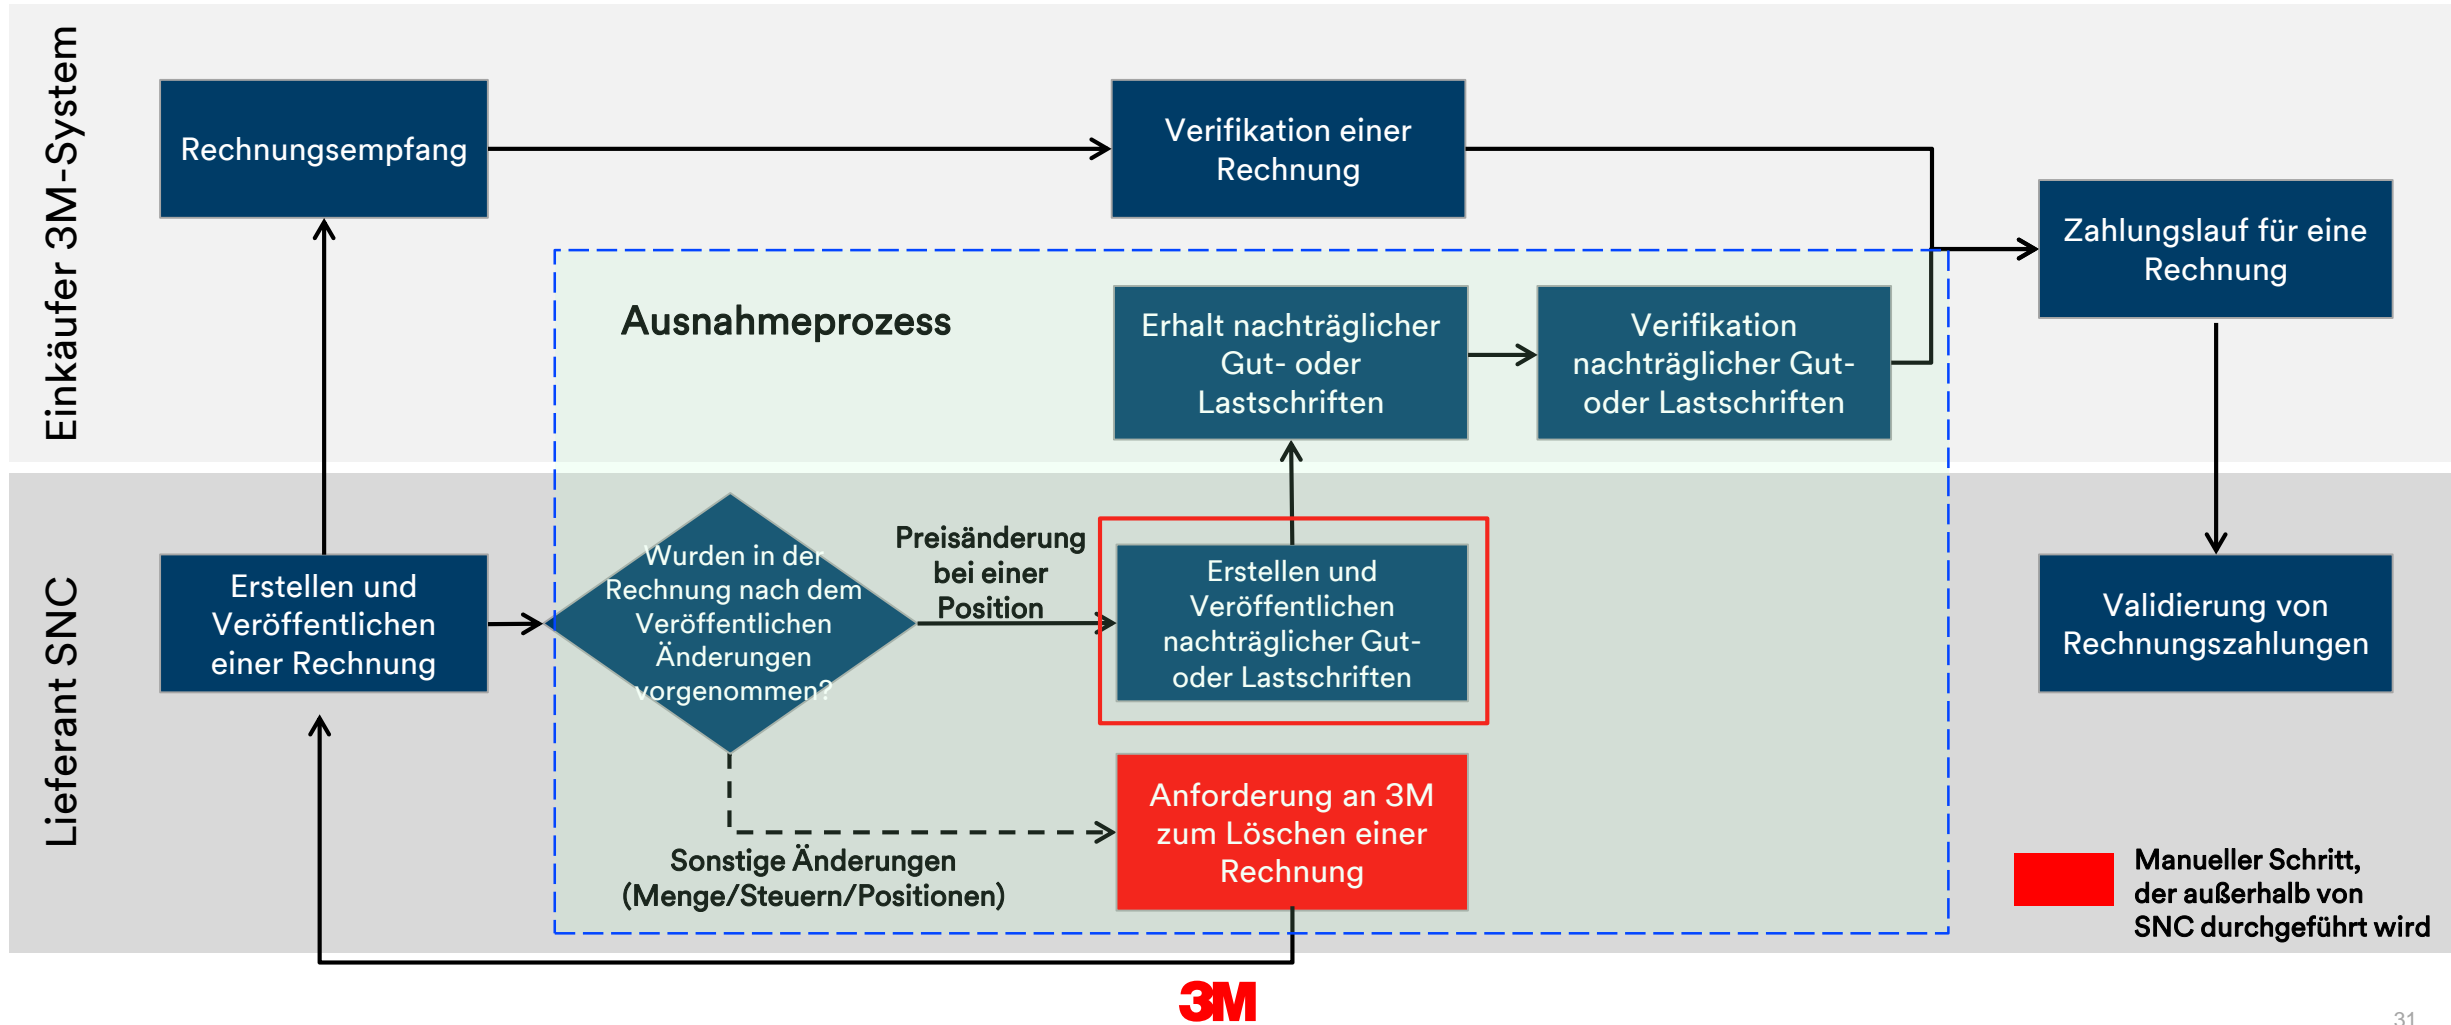 Einkäufer 3M-System
Rechnungsempfang
Verifikation einer
Rechnung
Zahlungslauf für eine
Rechnung
Ausnahmeprozess
Erhalt nachträglicher
Gut- oder
Lastschriften
Verifikation
nachträglicher Gut-
oder Lastschriften
Lieferant SNC
Erstellen und
Veröffentlichen
einer Rechnung
Wurden in der
Rechnung nach dem
Veröffentlichen
Änderungen
vorgenommen?
Preisänderung
bei einer
Position
Erstellen und
Veröffentlichen
nachträglicher Gut-
oder Lastschriften
Validierung von
Rechnungszahlungen
Sonstige Änderungen
(Menge/Steuern/Positionen)
Anforderung an 3M
zum Löschen einer
Rechnung
Manueller Schritt,
der außerhalb von
SNC durchgeführt wird
3M
31